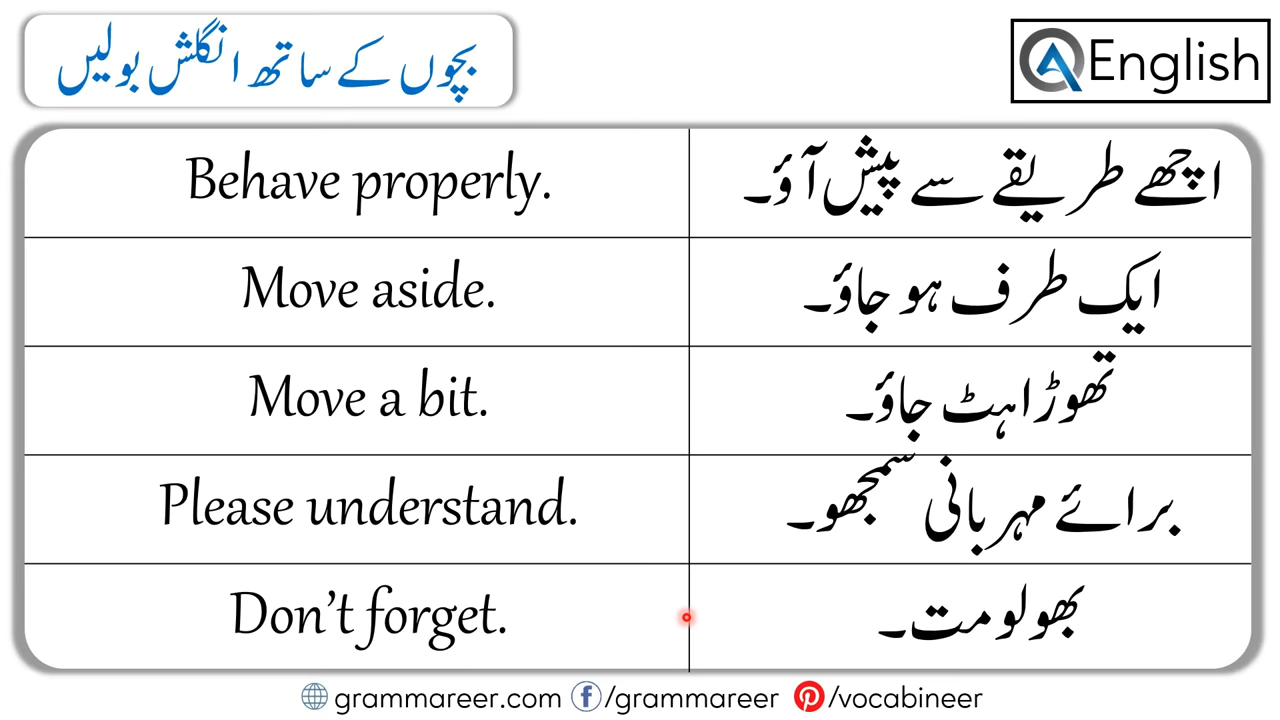 بچوں کے ساتھ انگلش بولیں
AQ English
Behave properly. اچھے طریقے سے پیش آؤ۔
Move aside. ایک طرف ہو جاؤ۔
Move a bit. تھوڑا ہٹ جاؤ۔
Please understand. برائے مہربانی سمجھو۔
Don’t forget. بھولو مت۔
grammareer.com f/grammareer /vocabineer